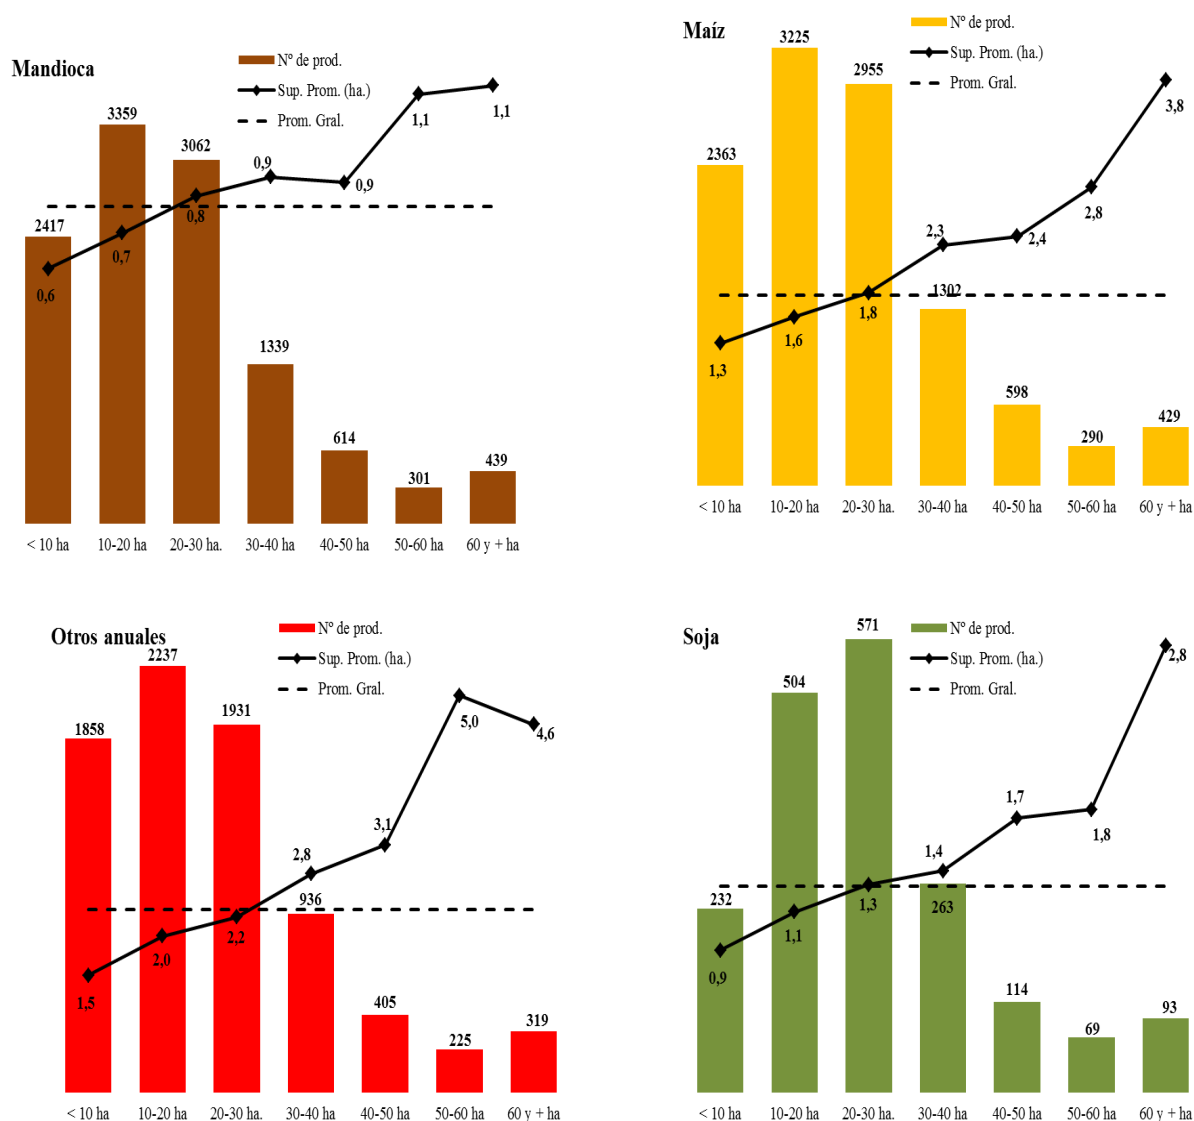 Mandioca
Nº de prod.
Sup. Prom. (ha.)
Prom. Gral.
2417
3359
3062
1339
614
301
439
0,6
0,7
0,8
0,9
0,9
1,1
1,1
< 10 ha
10-20 ha
20-30 ha.
30-40 ha
40-50 ha
50-60 ha
60 y + ha
Maíz
Nº de prod.
Sup. Prom. (ha.)
Prom. Gral.
2363
3225
2955
1302
598
290
429
1,3
1,6
1,8
2,3
2,4
2,8
3,8
< 10 ha
10-20 ha
20-30 ha
30-40 ha
40-50 ha
50-60 ha
60 y + ha
Otros anuales
Nº de prod.
Sup. Prom. (ha.)
Prom. Gral.
1858
2237
1931
936
405
225
319
1,5
2,0
2,2
2,8
3,1
5,0
4,6
< 10 ha
10-20 ha
20-30 ha.
30-40 ha
40-50 ha
50-60 ha
60 y + ha
Soja
Nº de prod.
Sup. Prom. (ha.)
Prom. Gral.
232
504
571
263
114
69
93
0,9
1,1
1,3
1,4
1,7
1,8
2,8
< 10 ha
10-20 ha
20-30 ha
30-40 ha
40-50 ha
50-60 ha
60 y + ha